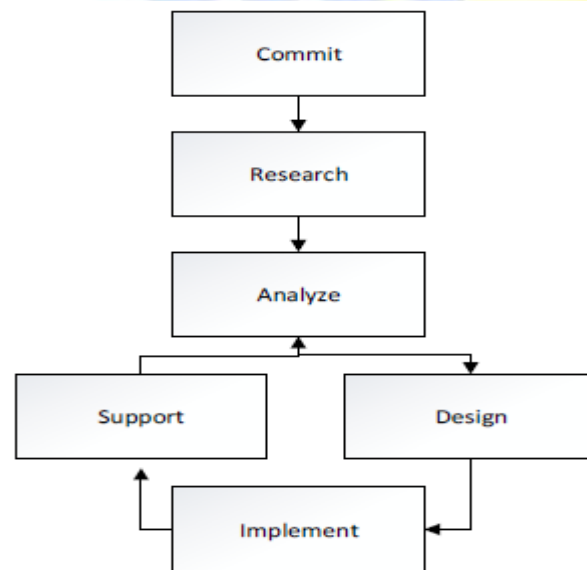 Commit
Research
Analyze
Support
Design
Implement